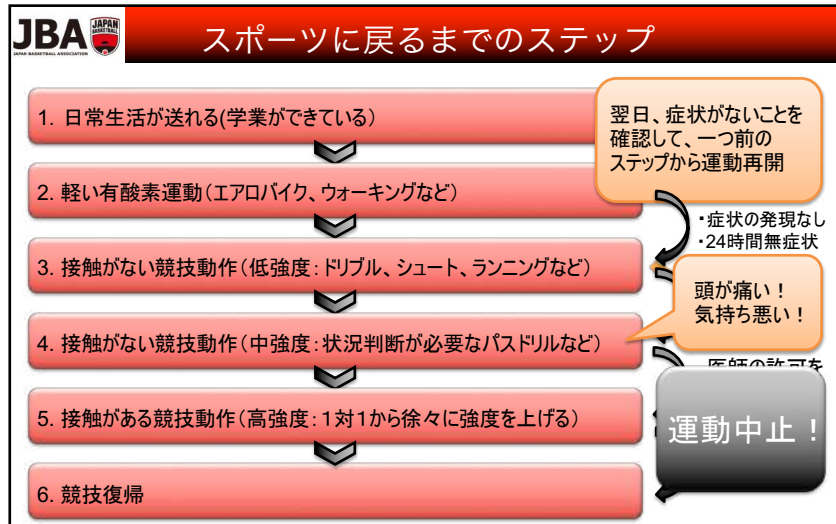 JBA
JAPAN BASKETBALL ASSOCIATION
JAPAN
BASKETBALL
スポーツに戻るまでのステップ
1. 日常生活が送れる(学業ができている）
翌日、症状がないことを
確認して、一つ前の
ステップから運動再開
2. 軽い有酸素運動（エアロバイク、ウォーキングなど）
・症状の発現なし
・24時間無症状
3. 接触がない競技動作（低強度：ドリブル、シュート、ランニングなど）
頭が痛い！
気持ち悪い！
4. 接触がない競技動作（中強度：状況判断が必要なパスドリルなど）
医師の許可を
5. 接触がある競技動作（高強度：１対１から徐々に強度を上げる）
運動中止！
6. 競技復帰